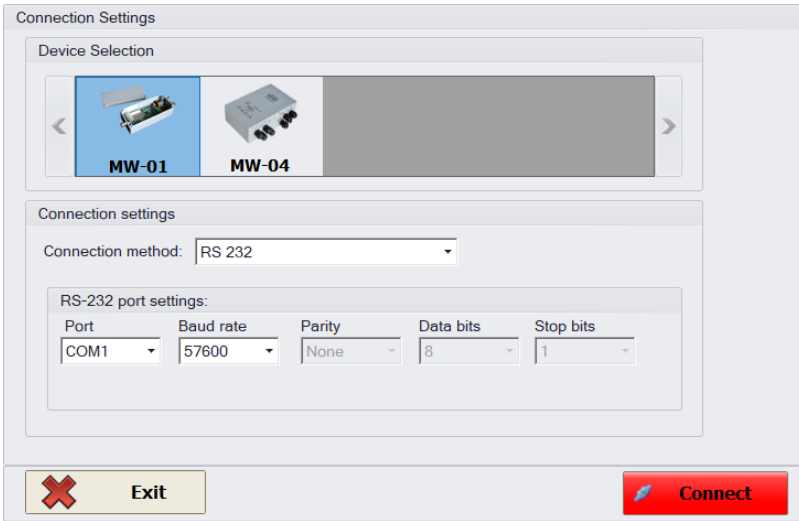 Connection Settings
Device Selection
MW-01 MW-04
Connection settings
Connection method: RS 232
RS-232 port settings:
Port Baud rate Parity Data bits Stop bits
COM1 57600 None 8 1
Exit Connect